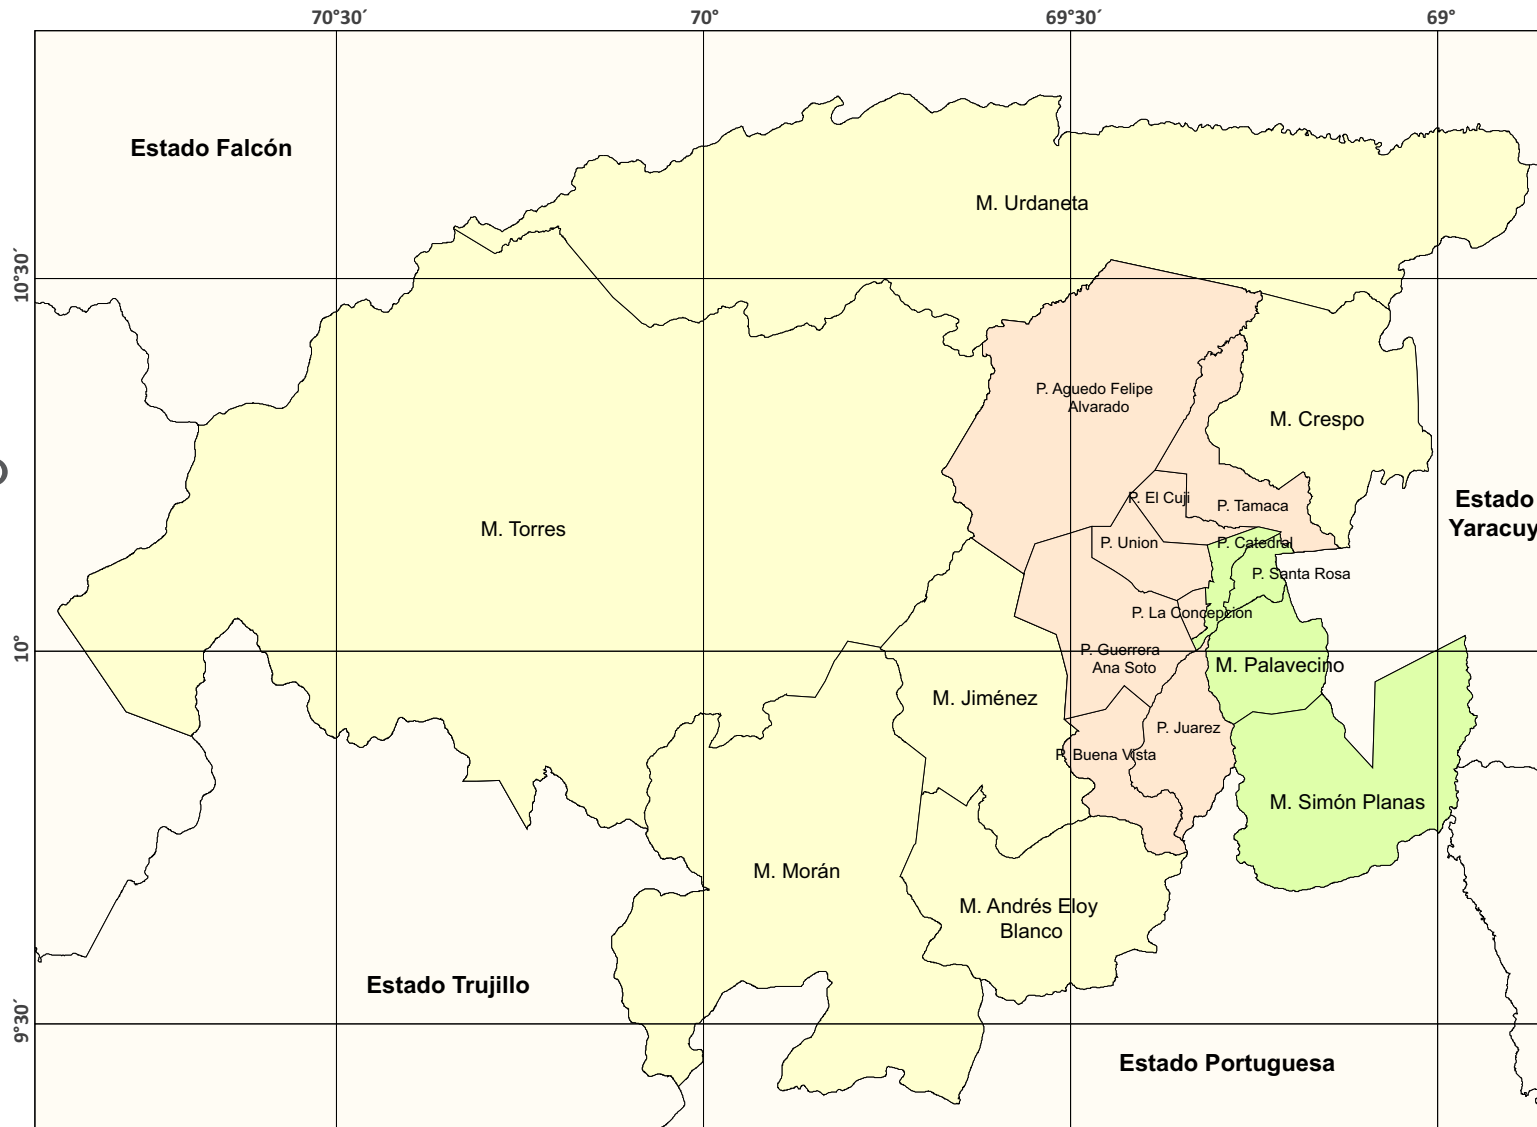 70°30´
70°
69°30´
69°
10°30´
10°
9°30´
Estado Falcón
M. Urdaneta
P. Aguedo Felipe
Alvarado
M. Crespo
M. Torres
P. El Cuji
P. Tamaca
Estado
Yaracuy
P. Union
P. Catedral
P. Santa Rosa
P. La Concepción
P. Guerrera
Ana Soto
M. Palavecino
M. Jiménez
P. Juarez
P. Buena Vista
M. Simón Planas
M. Morán
M. Andrés Eloy
Blanco
Estado Trujillo
Estado Portuguesa